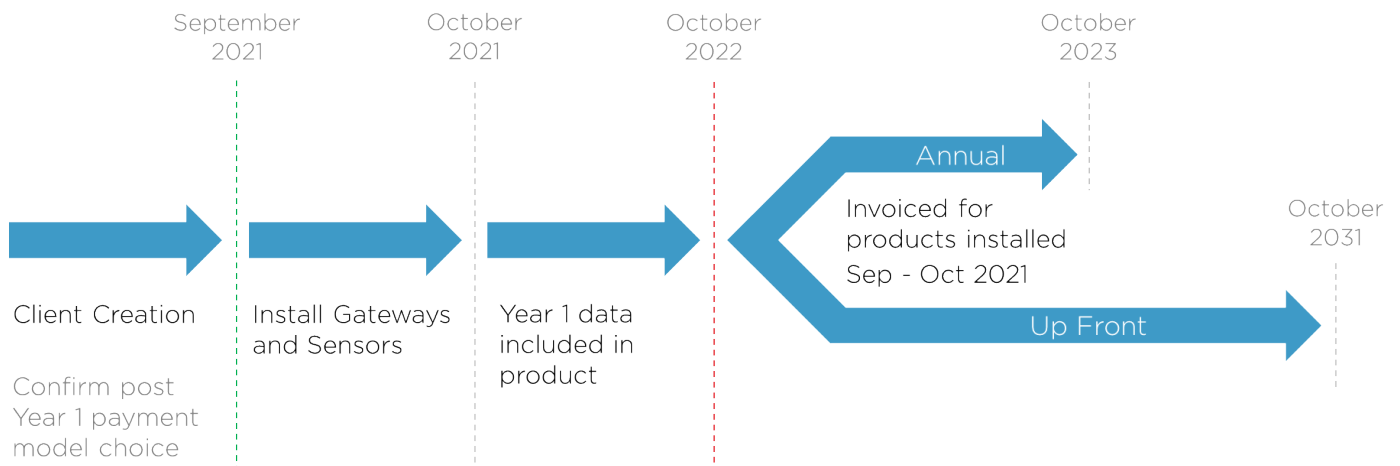 September
2021
October
2021
October
2022
October
2023
Annual
Invoiced for
products installed
Sep - Oct 2021
October
2031
Up Front
Client Creation
Confirm post
Year 1 payment
model choice
Install Gateways
and Sensors
Year 1 data
included in
product